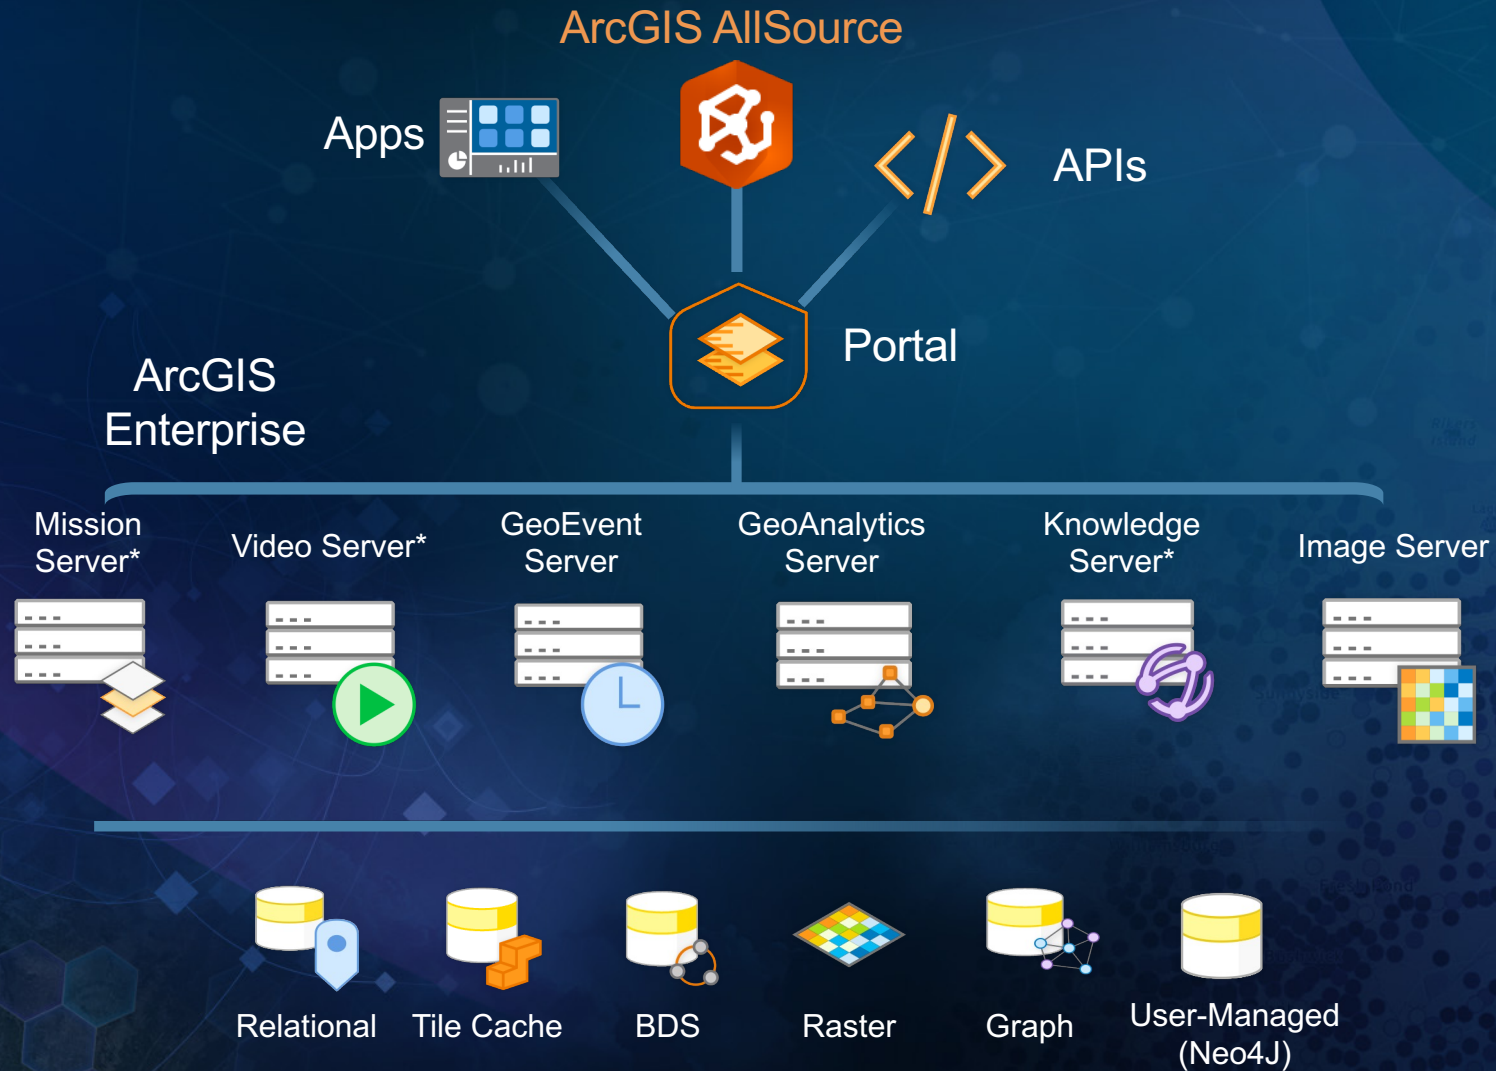 ArcGIS AllSource
Apps
APIs
Portal
ArcGIS
Enterprise
Mission
Server*
Video Server*
GeoEvent
Server
GeoAnalytics
Server
Knowledge
Server*
Image Server
Relational
Tile Cache
BDS
Raster
Graph
User-Managed
(Neo4J)